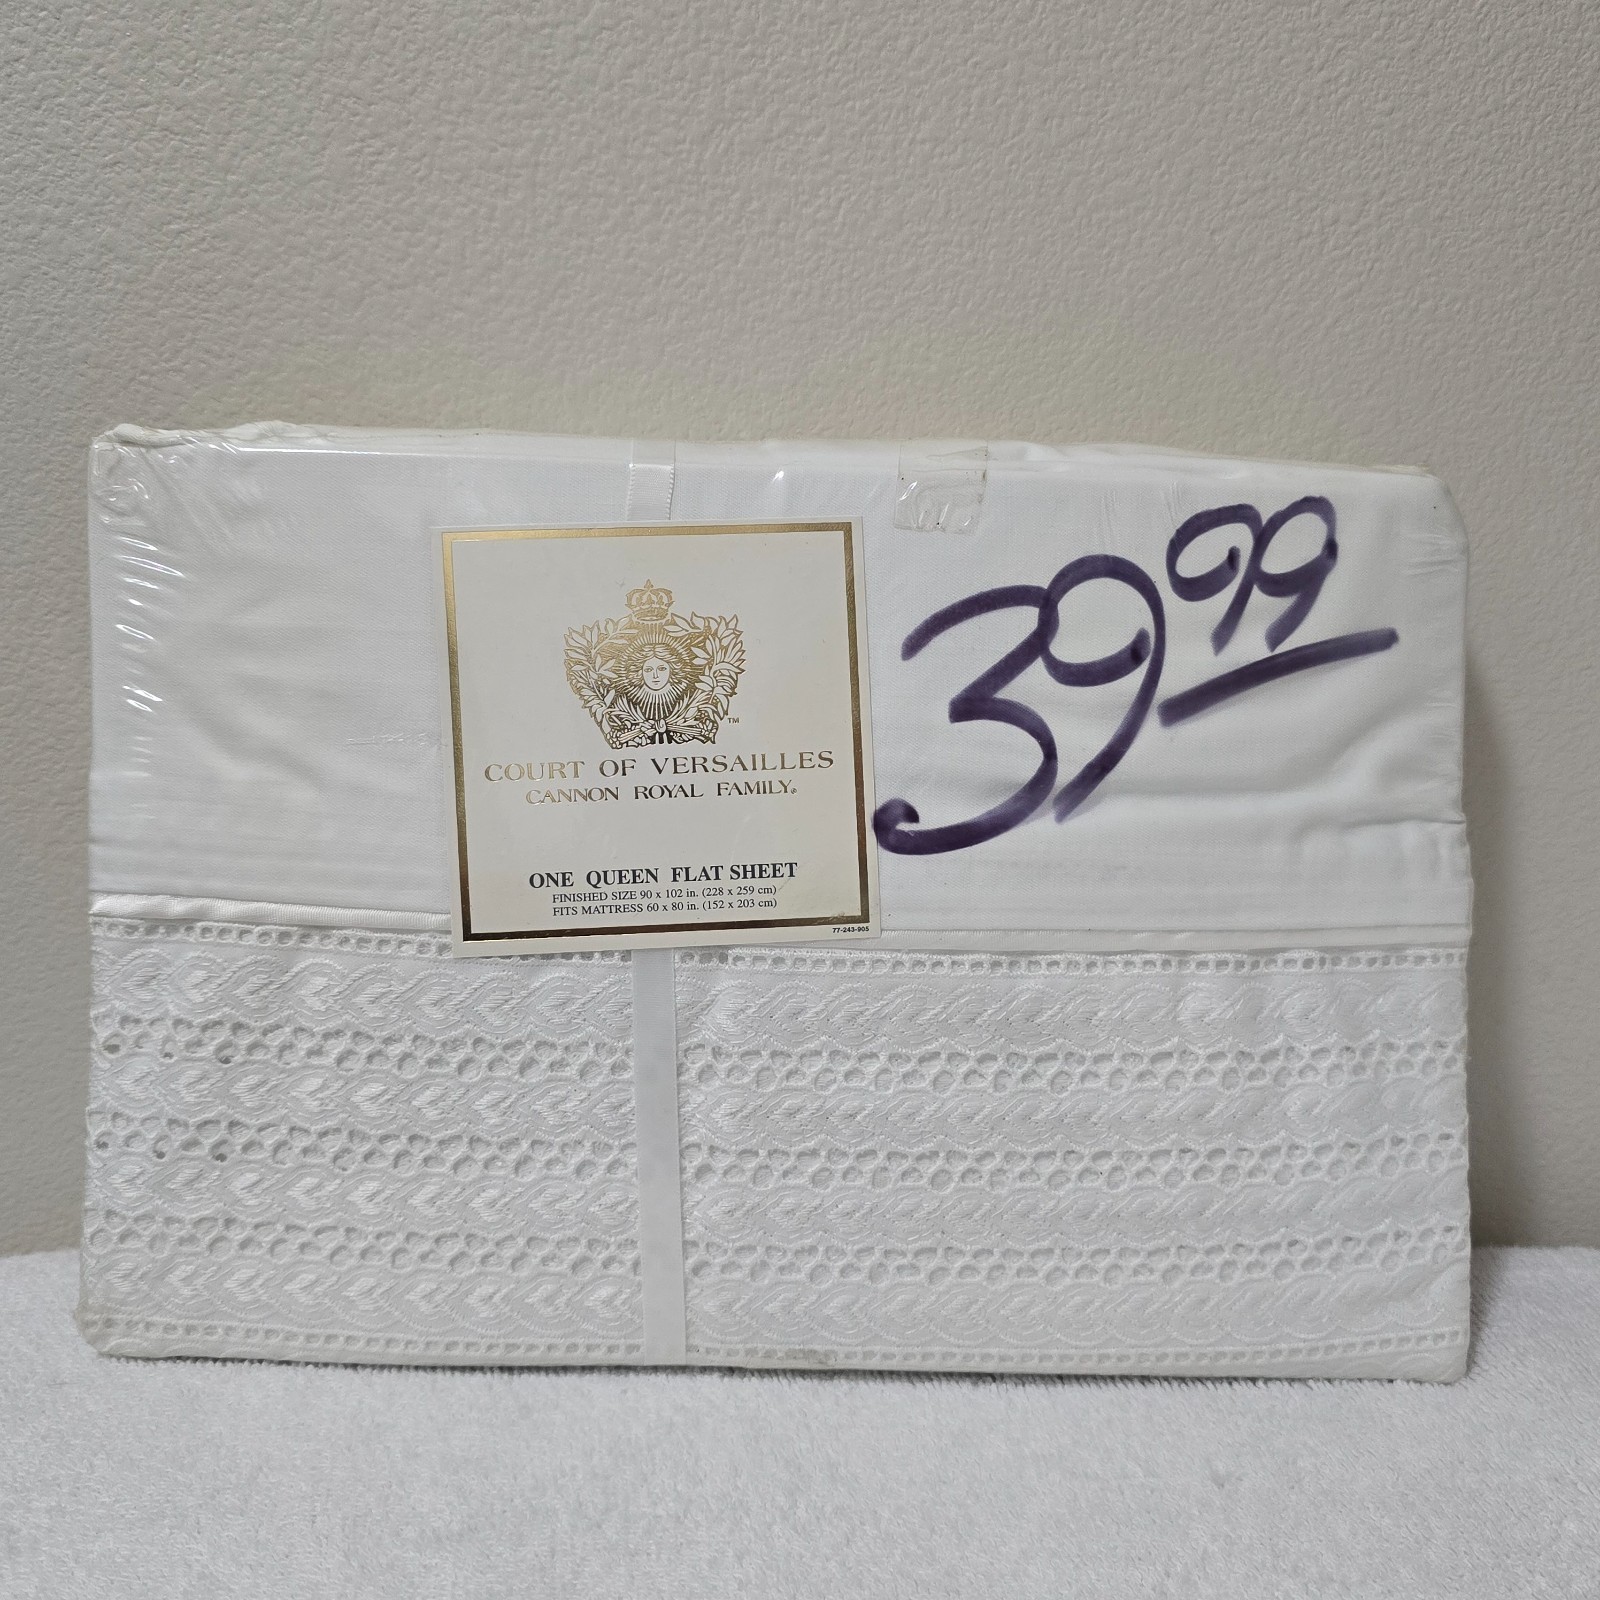 39.99
™
COURT OF VERSAILLES
CANNON ROYAL FAMILY®
ONE QUEEN FLAT SHEET
FINISHED SIZE 90 x 102 in. (228 x 259 cm)
FITS MATTRESS 60 x 80 in. (152 x 203 cm)
77-243-905